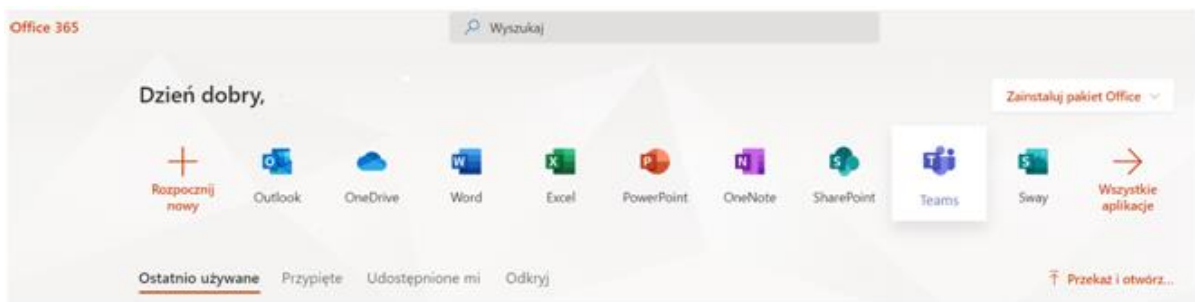 Office 365
Wyszukaj
Dzień dobry,
Zainstaluj pakiet Office
Rozpocznij
nowy
Outlook
OneDrive
Word
Excel
PowerPoint
OneNote
SharePoint
Teams
Sway
Wszystkie
aplikacje
Ostatnio używane Przypięte Udostępnione mi Odkryj
Przekaż i otwórz...